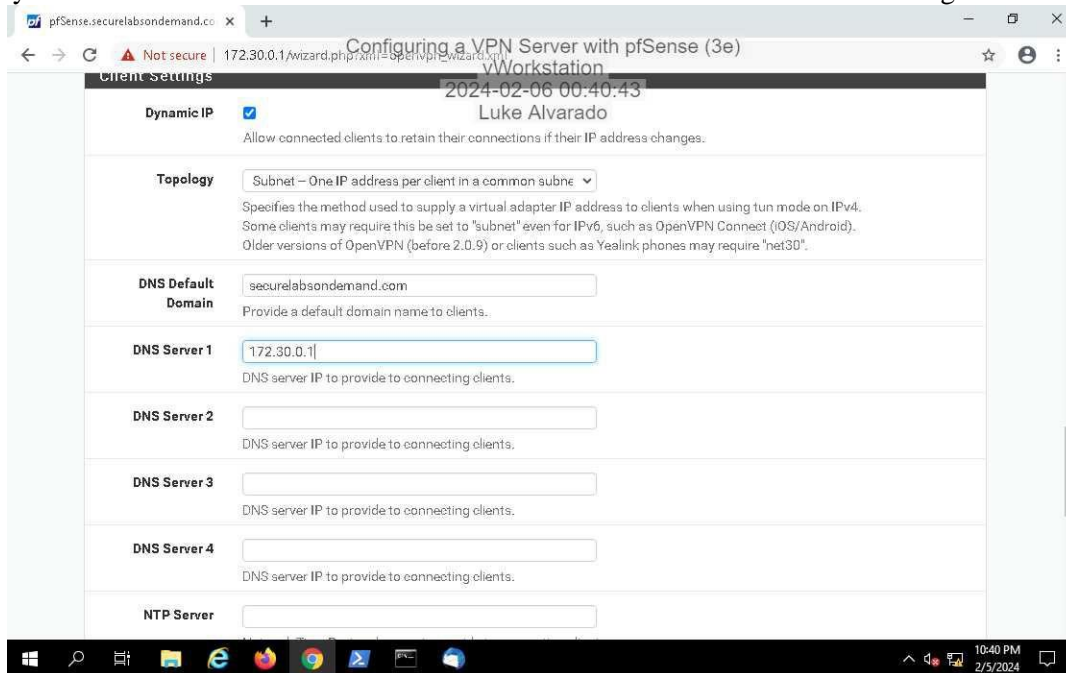 pfSense.securelabsondemand.co
Not secure
172.30.0.1/wizard.php?xml=openvpn_wizard.xml
Configuring a VPN Server with pfSense (3e)
vWorkstation
2024-02-06 00:40:43
Luke Alvarado
Client Settings
Dynamic IP
Allow connected clients to retain their connections if their IP address changes.
Topology
Subnet – One IP address per client in a common subne
Specifies the method used to supply a virtual adapter IP address to clients when using tun mode on IPv4.
Some clients may require this be set to "subnet" even for IPv6, such as OpenVPN Connect (iOS/Android).
Older versions of OpenVPN (before 2.0.9) or clients such as Yealink phones may require "net30".
DNS Default
Domain
securelabsondemand.com
Provide a default domain name to clients.
DNS Server 1
172.30.0.1
DNS server IP to provide to connecting clients.
DNS Server 2
DNS server IP to provide to connecting clients.
DNS Server 3
DNS server IP to provide to connecting clients.
DNS Server 4
DNS server IP to provide to connecting clients.
NTP Server
10:40 PM
2/5/2024